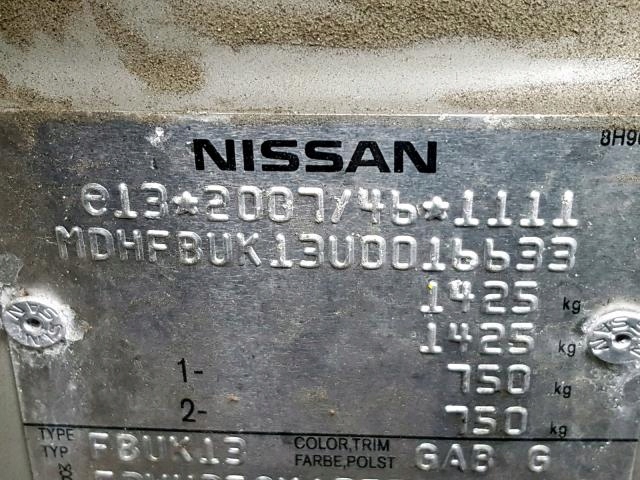 8H9
NISSAN
e13*2007/46*1111
MDHFBUK13U0016633
1425 kg
1425 kg
1- 750 kg
2- 750 kg
TYPE
TYP FBUK13 COLOR,TRIM
FARBE,POLST GAB G